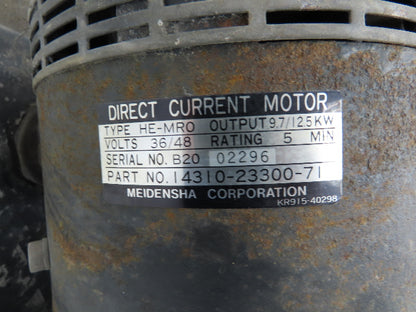 DIRECT CURRENT MOTOR
TYPE HE-MRO OUTPUT 9.7/12.5KW
VOLTS 36/48 RATING 5 MIN
SERIAL NO. B20 02296
PART NO. 14310-23300-71
MEIDENSHA CORPORATION
KR915-40298